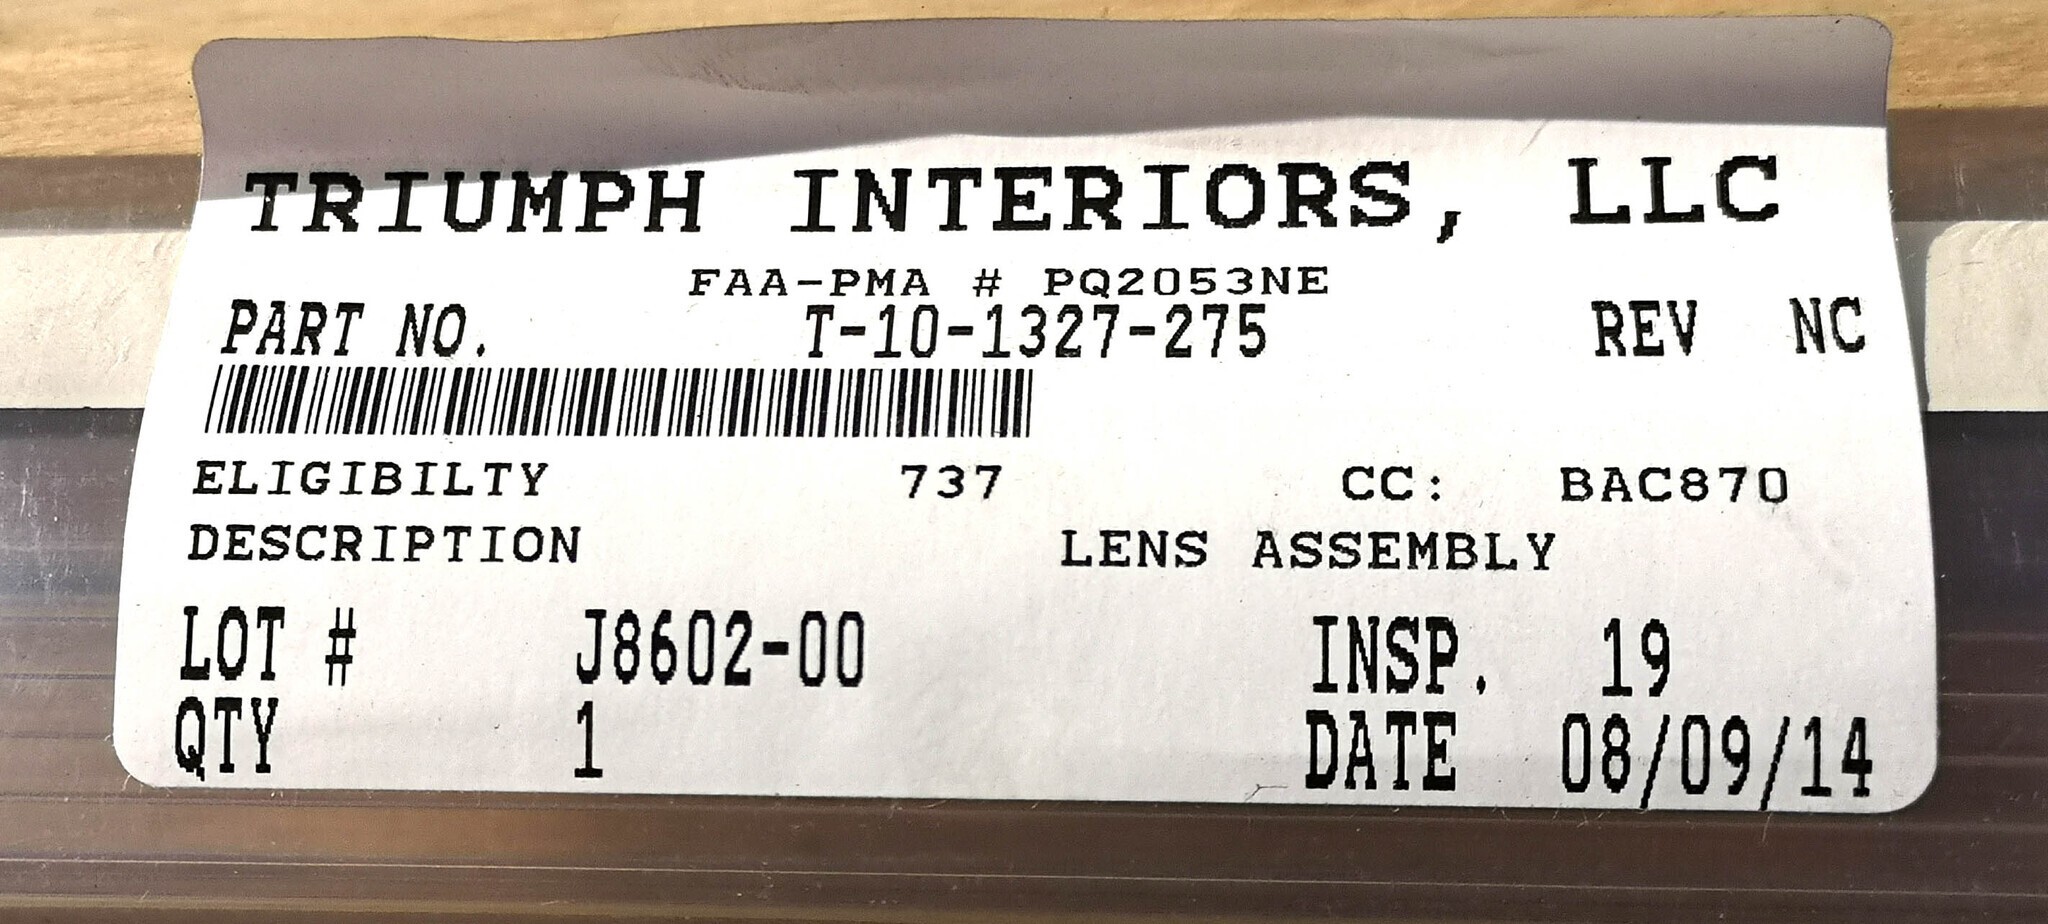 TRIUMPH INTERIORS, LLC
FAA-PMA # PQ2053NE
PART NO. T-10-1327-275 REV NC
ELIGIBILTY 737 CC: BAC870
DESCRIPTION LENS ASSEMBLY
LOT # J8602-00 INSP. 19
QTY 1 DATE 08/09/14